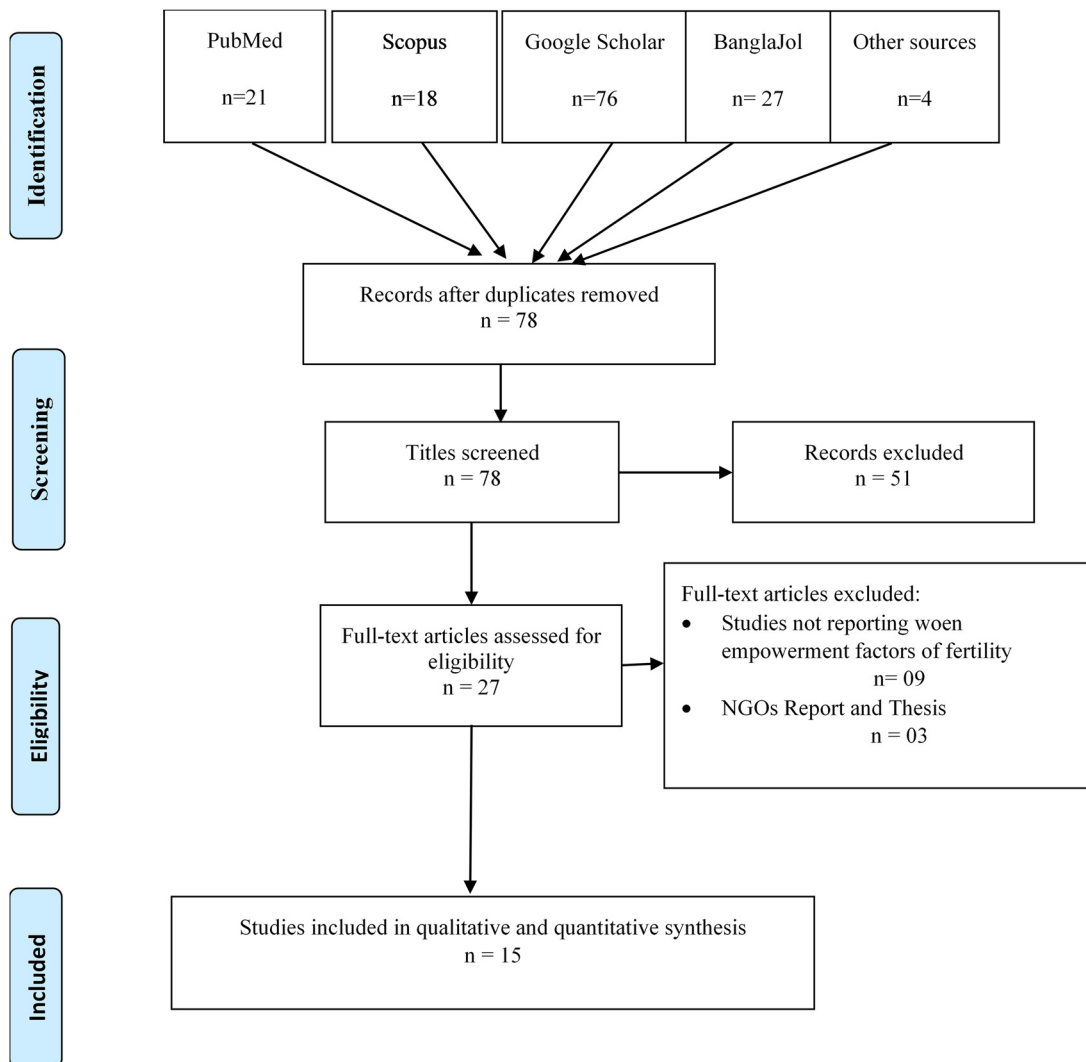 Identification
PubMed
n=21
Scopus
n=18
Google Scholar
n=76
BanglaJol
n= 27
Other sources
n=4
Records after duplicates removed
n = 78
Screening
Titles screened
n = 78
Records excluded
n = 51
Eligibility
Full-text articles assessed for
eligibility
n = 27
Full-text articles excluded:
• Studies not reporting woen
empowerment factors of fertility
n= 09
• NGOs Report and Thesis
n = 03
Included
Studies included in qualitative and quantitative synthesis
n = 15